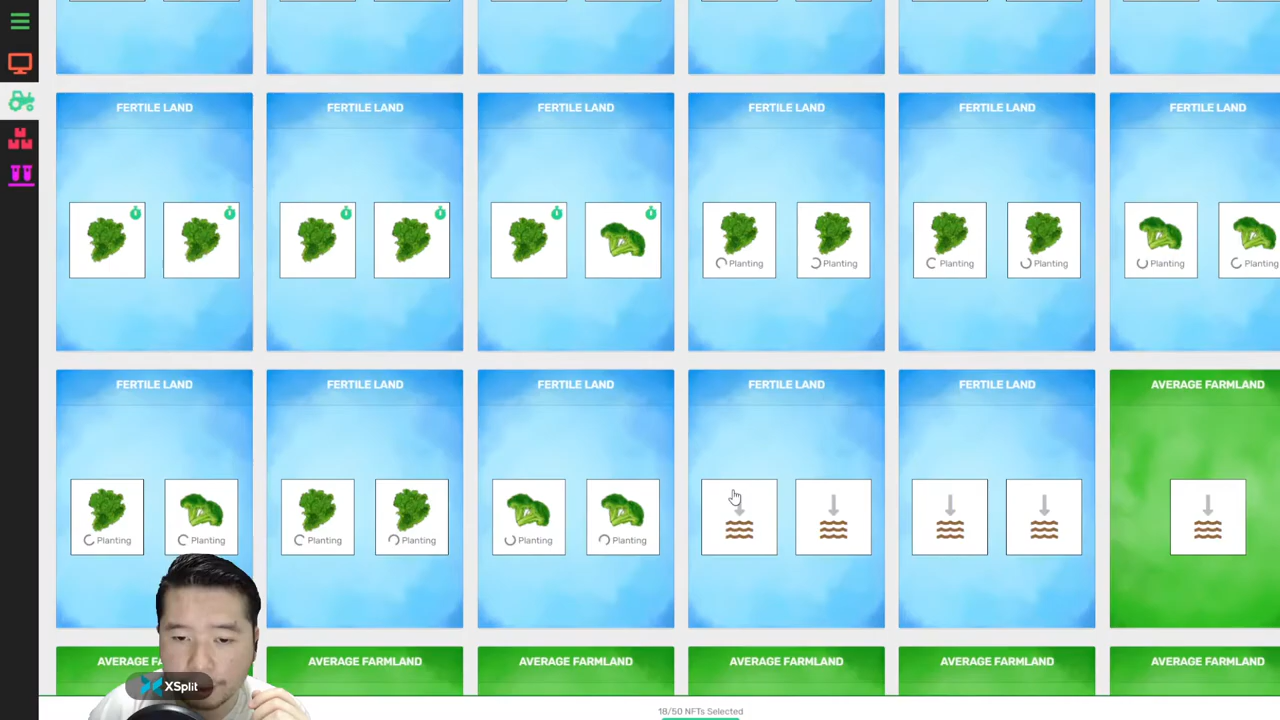 FERTILE LAND FERTILE LAND FERTILE LAND FERTILE LAND FERTILE LAND FERTILE LAND
Planting Planting Planting Planting Planting Planting
FERTILE LAND FERTILE LAND FERTILE LAND FERTILE LAND FERTILE LAND AVERAGE FARMLAND
Planting Planting Planting Planting Planting Planting
AVERAGE FA AVERAGE FARMLAND AVERAGE FARMLAND AVERAGE FARMLAND AVERAGE FARMLAND AVERAGE FARMLAND
XSplit
18/50 NFTs Selected